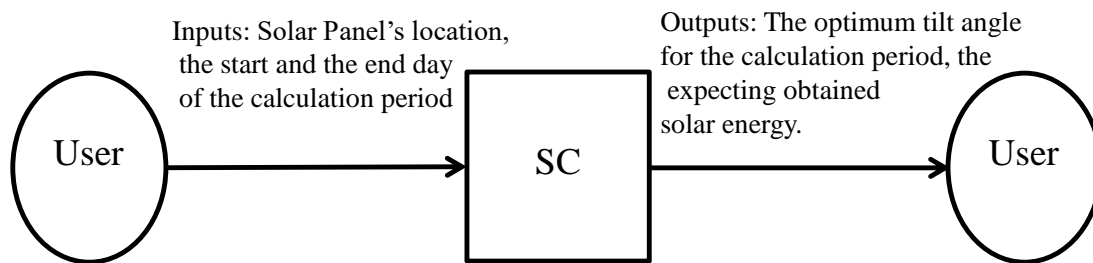 Inputs: Solar Panel's location,
the start and the end day
of the calculation period
Outputs: The optimum tilt angle
for the calculation period, the
expecting obtained
solar energy.
User
SC
User